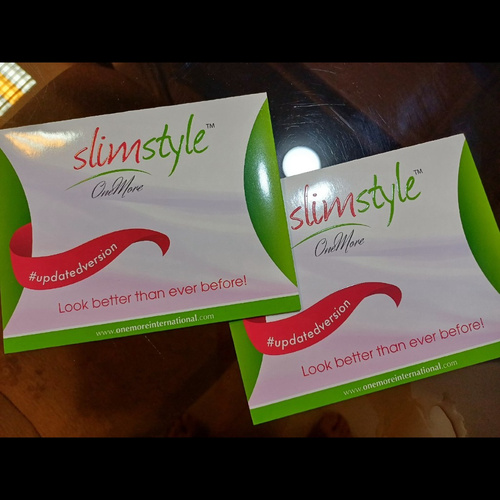 slimstyle™
OneMore
#updatedversion
Look better than ever before!
www.onemoreinternational.com
slimstyle™
OneMore
#updatedversion
Look better than ever before!
www.onemoreinternational.com